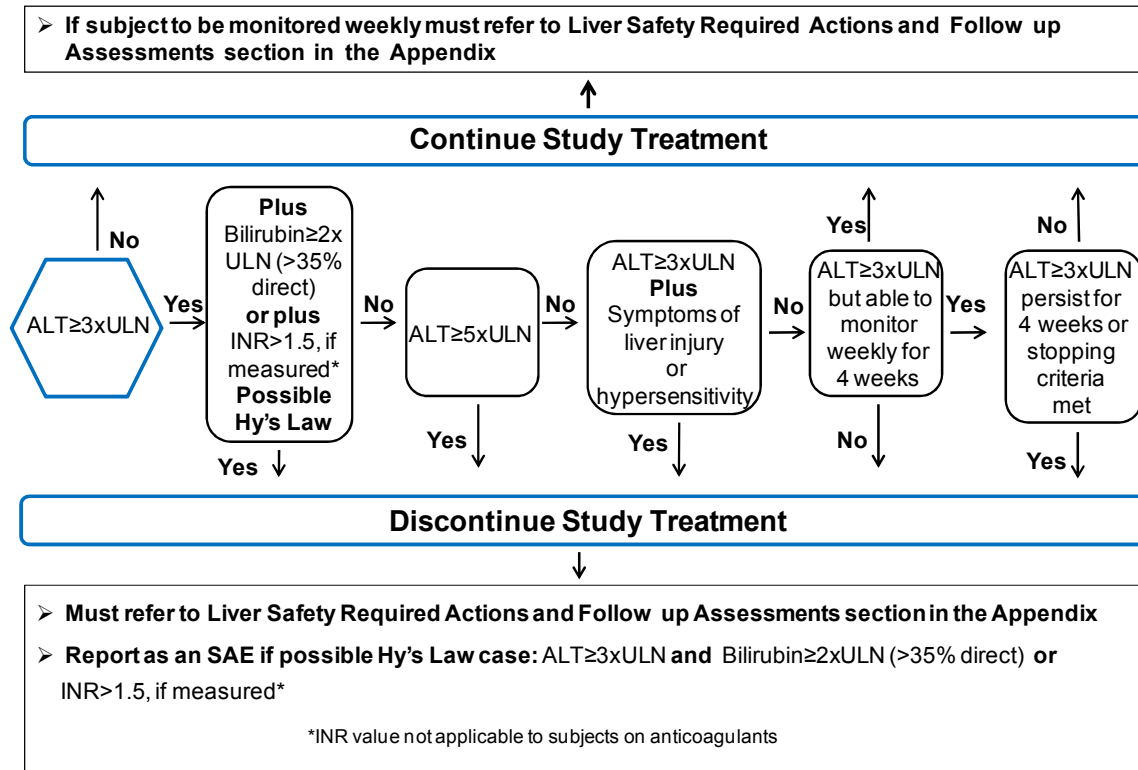 ➢ If subject to be monitored weekly must refer to Liver Safety Required Actions and Follow up
Assessments section in the Appendix
Continue Study Treatment
No
ALT≥3xULN
Yes
Plus
Bilirubin≥2x
ULN (>35%
direct)
or plus
INR>1.5, if
measured*
Possible
Hy's Law
Yes
No
ALT≥5xULN
Yes
No
ALT≥3xULN
Plus
Symptoms of
liver injury
or
hypersensitivity
Yes
No
Yes
ALT≥3xULN
but able to
monitor
weekly for
4 weeks
No
Yes
No
ALT≥3xULN
persist for
4 weeks or
stopping
criteria
met
Yes
Discontinue Study Treatment
➢ Must refer to Liver Safety Required Actions and Follow up Assessments section in the Appendix
➢ Report as an SAE if possible Hy's Law case: ALT≥3xULN and Bilirubin≥2xULN (>35% direct) or
INR>1.5, if measured*
*INR value not applicable to subjects on anticoagulants